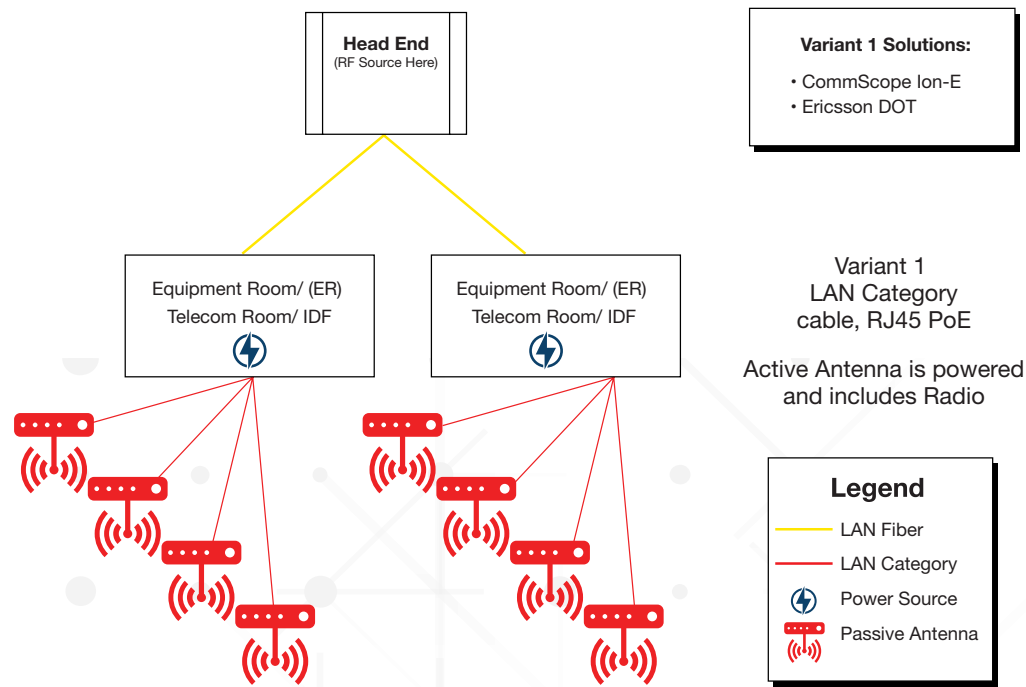 Head End
(RF Source Here)
Variant 1 Solutions:
• CommScope Ion-E
• Ericsson DOT
Equipment Room/ (ER)
Telecom Room/ IDF
Equipment Room/ (ER)
Telecom Room/ IDF
Variant 1
LAN Category
cable, RJ45 PoE
Active Antenna is powered
and includes Radio
Legend
LAN Fiber
LAN Category
Power Source
Passive Antenna